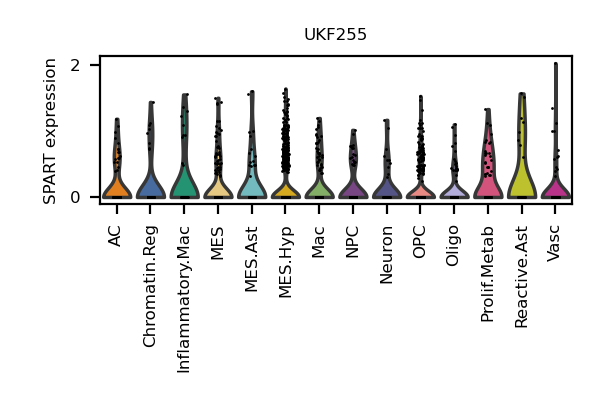 UKF255
SPART expression
2
0
AC
Chromatin.Reg
Inflammatory.Mac
MES
MES.Ast
MES.Hyp
Mac
NPC
Neuron
OPC
Oligo
Prolif.Metab
Reactive.Ast
Vasc